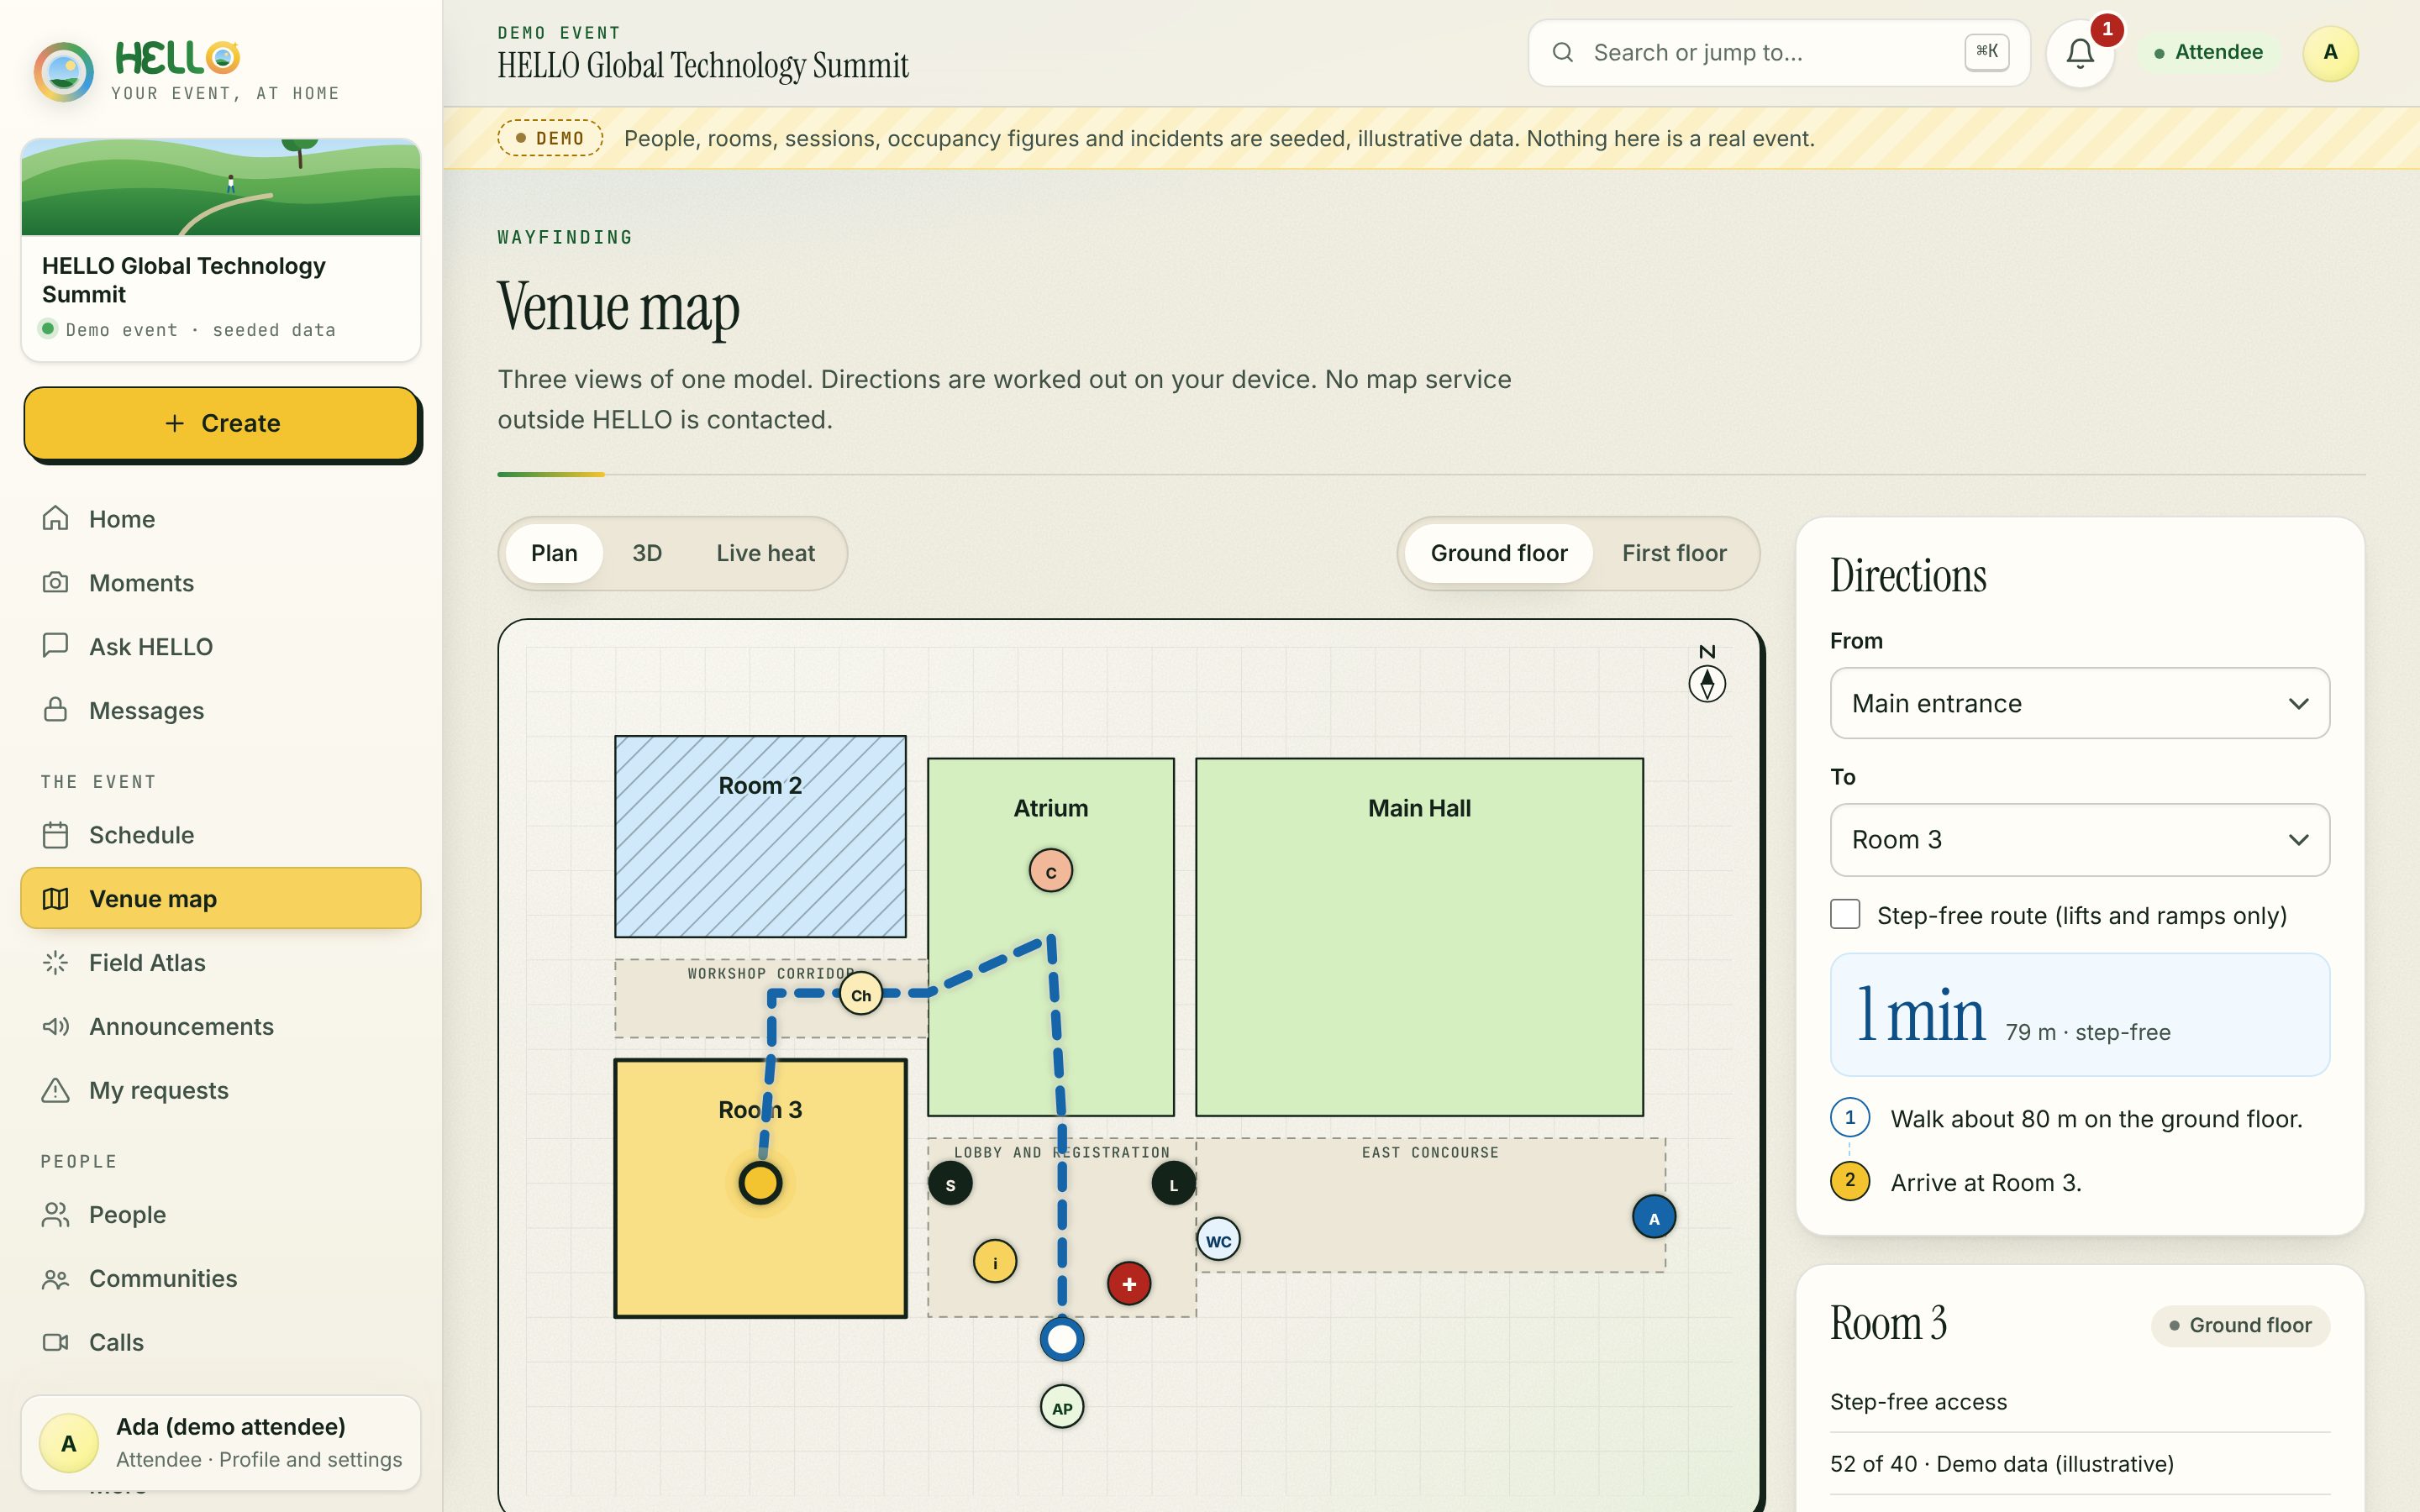 HELLO
YOUR EVENT, AT HOME
HELLO Global Technology
Summit
Demo event · seeded data
+ Create
Home
Moments
Ask HELLO
Messages
THE EVENT
Schedule
Venue map
Field Atlas
Announcements
My requests
PEOPLE
People
Communities
Calls
A
Ada (demo attendee)
Attendee · Profile and settings
DEMO EVENT
HELLO Global Technology Summit
Search or jump to...
⌘K
1
Attendee
A
DEMO
People, rooms, sessions, occupancy figures and incidents are seeded, illustrative data. Nothing here is a real event.
WAYFINDING
Venue map
Three views of one model. Directions are worked out on your device. No map service
outside HELLO is contacted.
Plan
3D
Live heat
Ground floor
First floor
N
Room 2
Atrium
Main Hall
C
WORKSHOP CORRIDOR
Ch
Room 3
LOBBY AND REGISTRATION
EAST CONCOURSE
S
L
A
WC
i
+
AP
Directions
From
Main entrance
To
Room 3
Step-free route (lifts and ramps only)
1 min
79 m · step-free
1
Walk about 80 m on the ground floor.
2
Arrive at Room 3.
Room 3
Ground floor
Step-free access
52 of 40 · Demo data (illustrative)